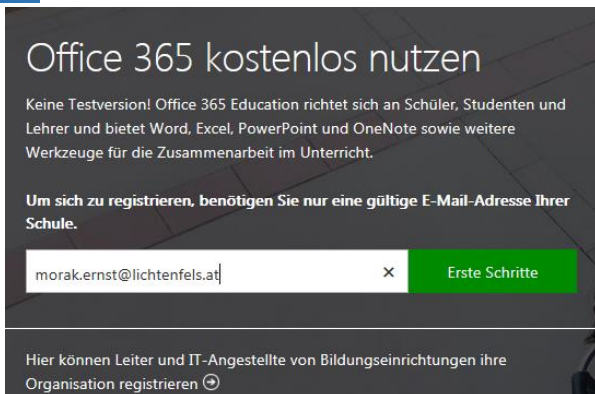 Office 365 kostenlos nutzen
Keine Testversion! Office 365 Education richtet sich an Schüler, Studenten und
Lehrer und bietet Word, Excel, PowerPoint und OneNote sowie weitere
Werkzeuge für die Zusammenarbeit im Unterricht.
Um sich zu registrieren, benötigen Sie nur eine gültige E-Mail-Adresse Ihrer
Schule.
morak.ernst@lichtenfels.at
Erste Schritte
Hier können Leiter und IT-Angestellte von Bildungseinrichtungen ihre
Organisation registrieren